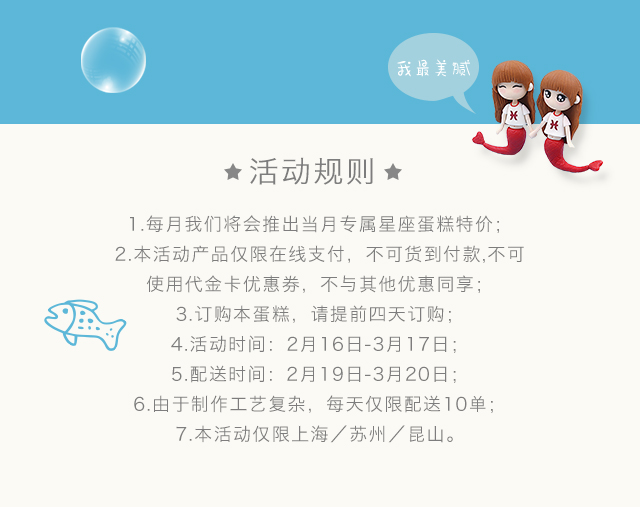 我最美腻
★活动规则★
1.每月我们将会推出当月专属星座蛋糕特价；
2.本活动产品仅限在线支付，不可货到付款,不可
使用代金卡优惠券，不与其他优惠同享；
3.订购本蛋糕，请提前四天订购；
4.活动时间：2月16日-3月17日；
5.配送时间：2月19日-3月20日；
6.由于制作工艺复杂，每天仅限配送10单；
7.本活动仅限上海／苏州／昆山。